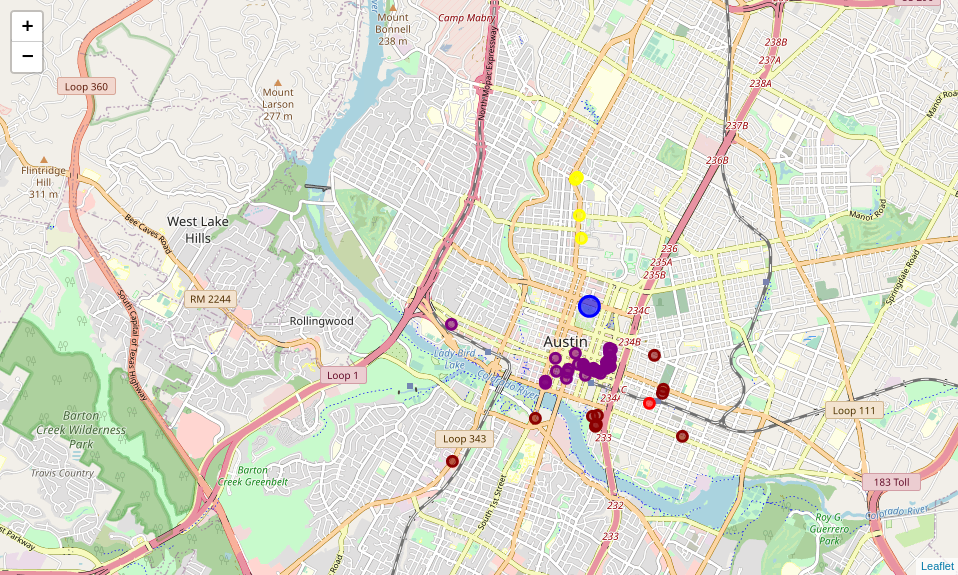 +
−
Mount
Bonnell
238 m
Camp Mabry
North Mopac Expressway
238B
237A
238A
Loop 360
Mount
Larson
277 m
Manor Road
237B
236B
Flintridge
Hill
311 m
West Lake
Hills
Bee Caves Road
Manor Road
236
235A
235B
Springdale Road
RM 2244
South Capital of Texas Highway
Rollingwood
234C
Austin
234B
Lady Bird
Lake
Loop 1
Loop 111
Barton
Creek Wilderness
Park
Loop 343
233
Travis Country
Barton
Creek Greenbelt
South 1st Street
183 Toll
232
Colorado River
Roy G.
Guerrero
Park
233
Road
Leaflet